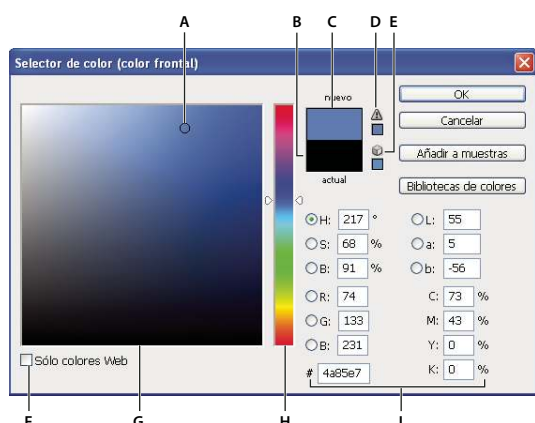 A B C D E
Selector de color (color frontal)
nuevo
actual
OK
Cancelar
Añadir a muestras
Bibliotecas de colores
H: 217 °
S: 68 %
B: 91 %
R: 74
G: 133
B: 231
# 4a85e7
L: 55
a: 5
b: -56
C: 73 %
M: 43 %
Y: 0 %
K: 0 %
Sólo colores Web
F G H I